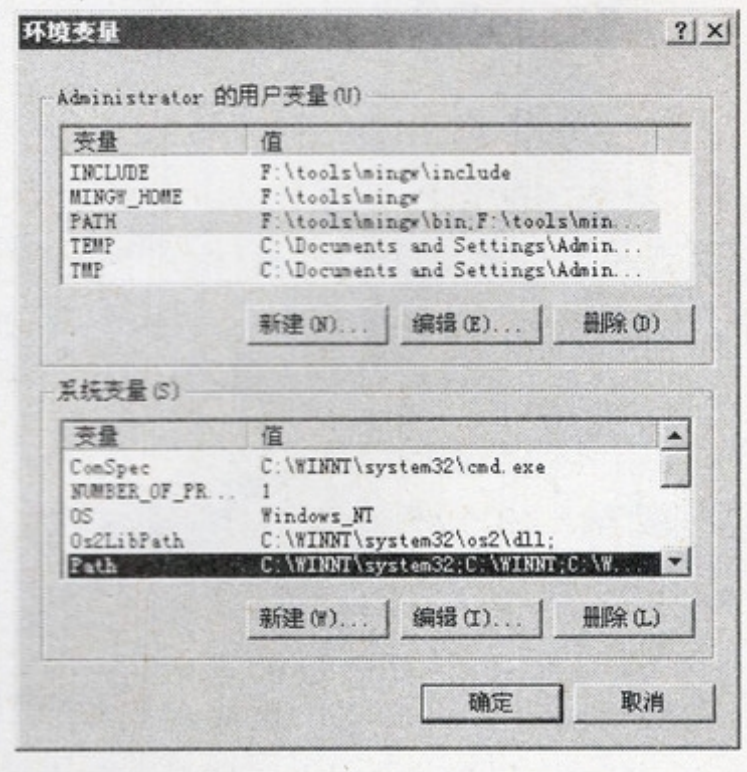 环境变量
Administrator 的用户变量(U)
变量 值
INCLUDE F:\tools\mingw\include
MINGW_HOME F:\tools\mingw
PATH F:\tools\mingw\bin;F:\tools\min...
TEMP C:\Documents and Settings\Admin...
TMP C:\Documents and Settings\Admin...
新建(N)... 编辑(E)... 删除(D)
系统变量(S)
变量 值
ComSpec C:\WINNT\system32\cmd.exe
NUMBER_OF_PR... 1
OS Windows_NT
Os2LibPath C:\WINNT\system32\os2\dll;
Path C:\WINNT\system32;C:\WINNT;C:\W...
新建(W)... 编辑(I)... 删除(L)
确定 取消